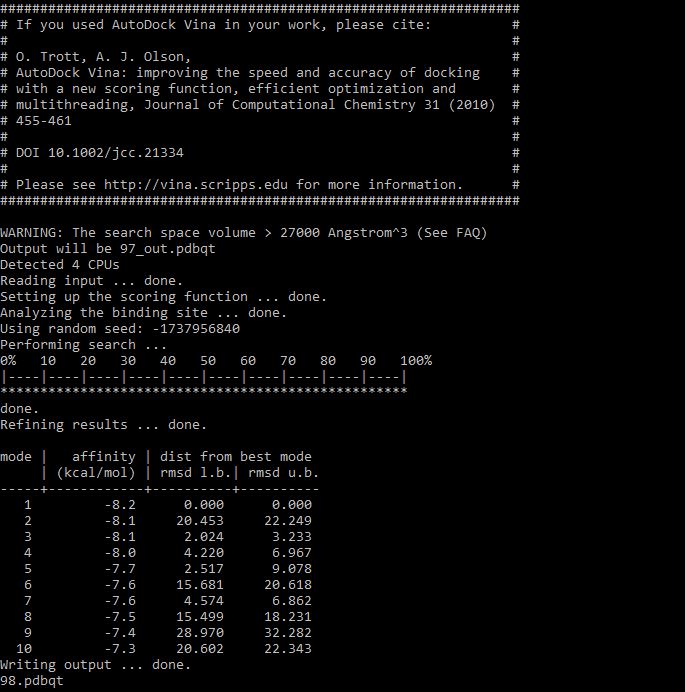 #################################################################
# If you used AutoDock Vina in your work, please cite:          #
#                                                               #
# O. Trott, A. J. Olson,                                        #
# AutoDock Vina: improving the speed and accuracy of docking    #
# with a new scoring function, efficient optimization and       #
# multithreading, Journal of Computational Chemistry 31 (2010)  #
# 455-461                                                       #
#                                                               #
# DOI 10.1002/jcc.21334                                         #
#                                                               #
# Please see http://vina.scripps.edu for more information.      #
#################################################################

WARNING: The search space volume > 27000 Angstrom^3 (See FAQ)
Output will be 97_out.pdbqt
Detected 4 CPUs
Reading input ... done.
Setting up the scoring function ... done.
Analyzing the binding site ... done.
Using random seed: -1737956840
Performing search ...
0%   10   20   30   40   50   60   70   80   90   100%
|----|----|----|----|----|----|----|----|----|----|
***************************************************
done.
Refining results ... done.

mode |   affinity | dist from best mode
     | (kcal/mol) | rmsd l.b.| rmsd u.b.
-----+------------+----------+----------
   1         -8.2      0.000      0.000
   2         -8.1     20.453     22.249
   3         -8.1      2.024      3.233
   4         -8.0      4.220      6.967
   5         -7.7      2.517      9.078
   6         -7.6     15.681     20.618
   7         -7.6      4.574      6.862
   8         -7.5     15.499     18.231
   9         -7.4     28.970     32.282
  10         -7.3     20.602     22.343
Writing output ... done.
98.pdbqt